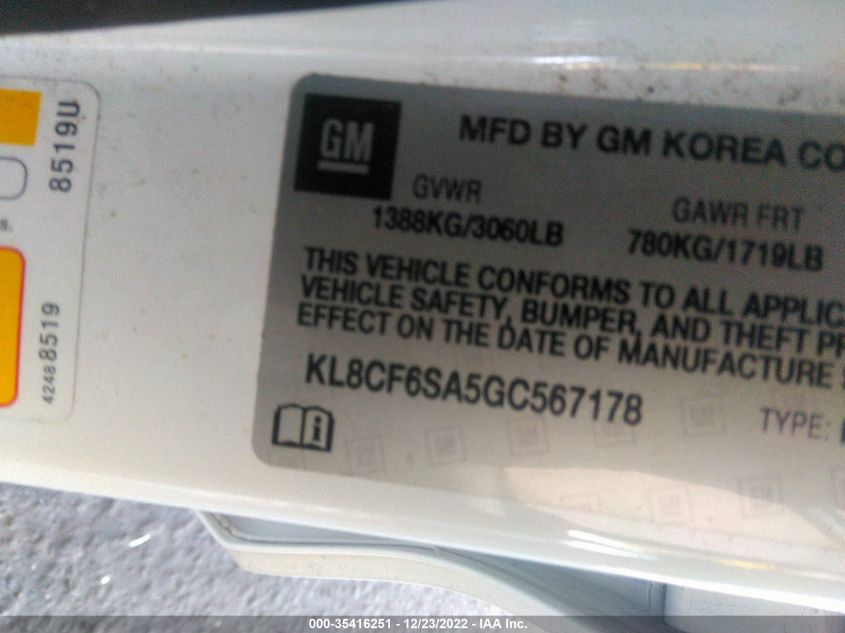 8519U
s.
42488519
GM
MFD BY GM KOREA CO
GVWR
1388KG/3060LB
GAWR FRT
780KG/1719LB
THIS VEHICLE CONFORMS TO ALL APPLIC
VEHICLE SAFETY, BUMPER, AND THEFT PR
EFFECT ON THE DATE OF MANUFACTURE
KL8CF6SA5GC567178
TYPE:
000-35416251 - 12/23/2022 - IAA Inc.